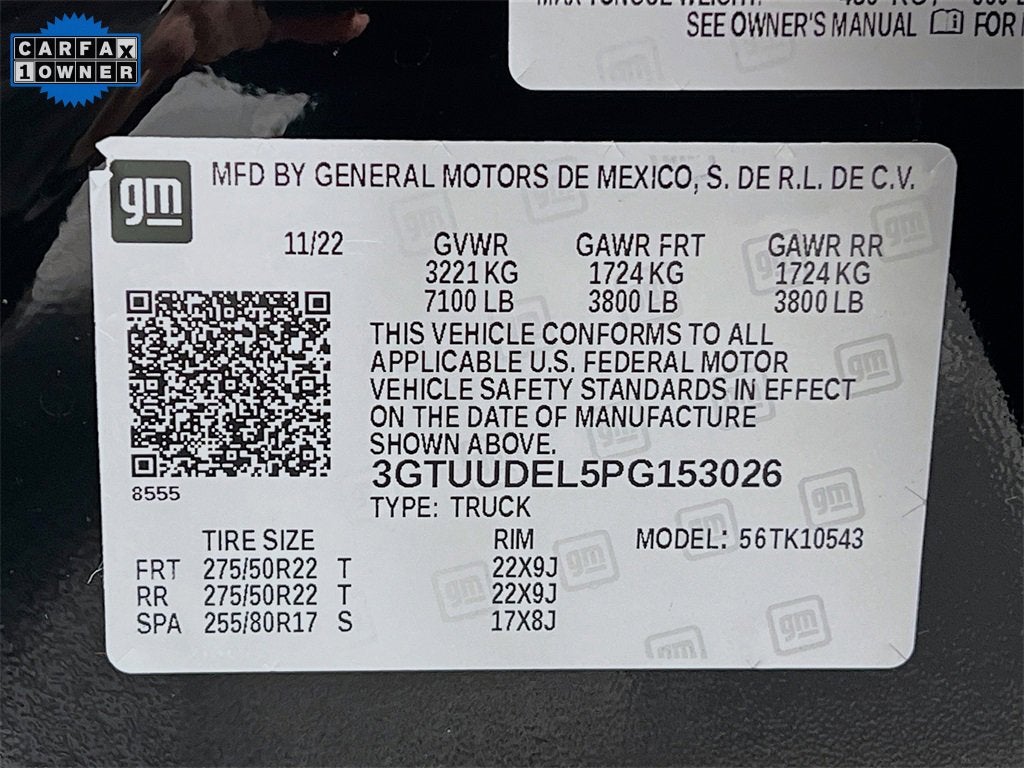 CARFAX
1 OWNER
MAX TONGUE WEIGHT:
SEE OWNER'S MANUAL FOR
gm
MFD BY GENERAL MOTORS DE MEXICO, S. DE R.L. DE C.V.
11/22 GVWR GAWR FRT GAWR RR
3221 KG 1724 KG 1724 KG
7100 LB 3800 LB 3800 LB
THIS VEHICLE CONFORMS TO ALL
APPLICABLE U.S. FEDERAL MOTOR
VEHICLE SAFETY STANDARDS IN EFFECT
ON THE DATE OF MANUFACTURE
SHOWN ABOVE.
3GTUUDEL5PG153026
8555
TYPE: TRUCK
TIRE SIZE RIM MODEL: 56TK10543
FRT 275/50R22 T 22X9J
RR 275/50R22 T 22X9J
SPA 255/80R17 S 17X8J